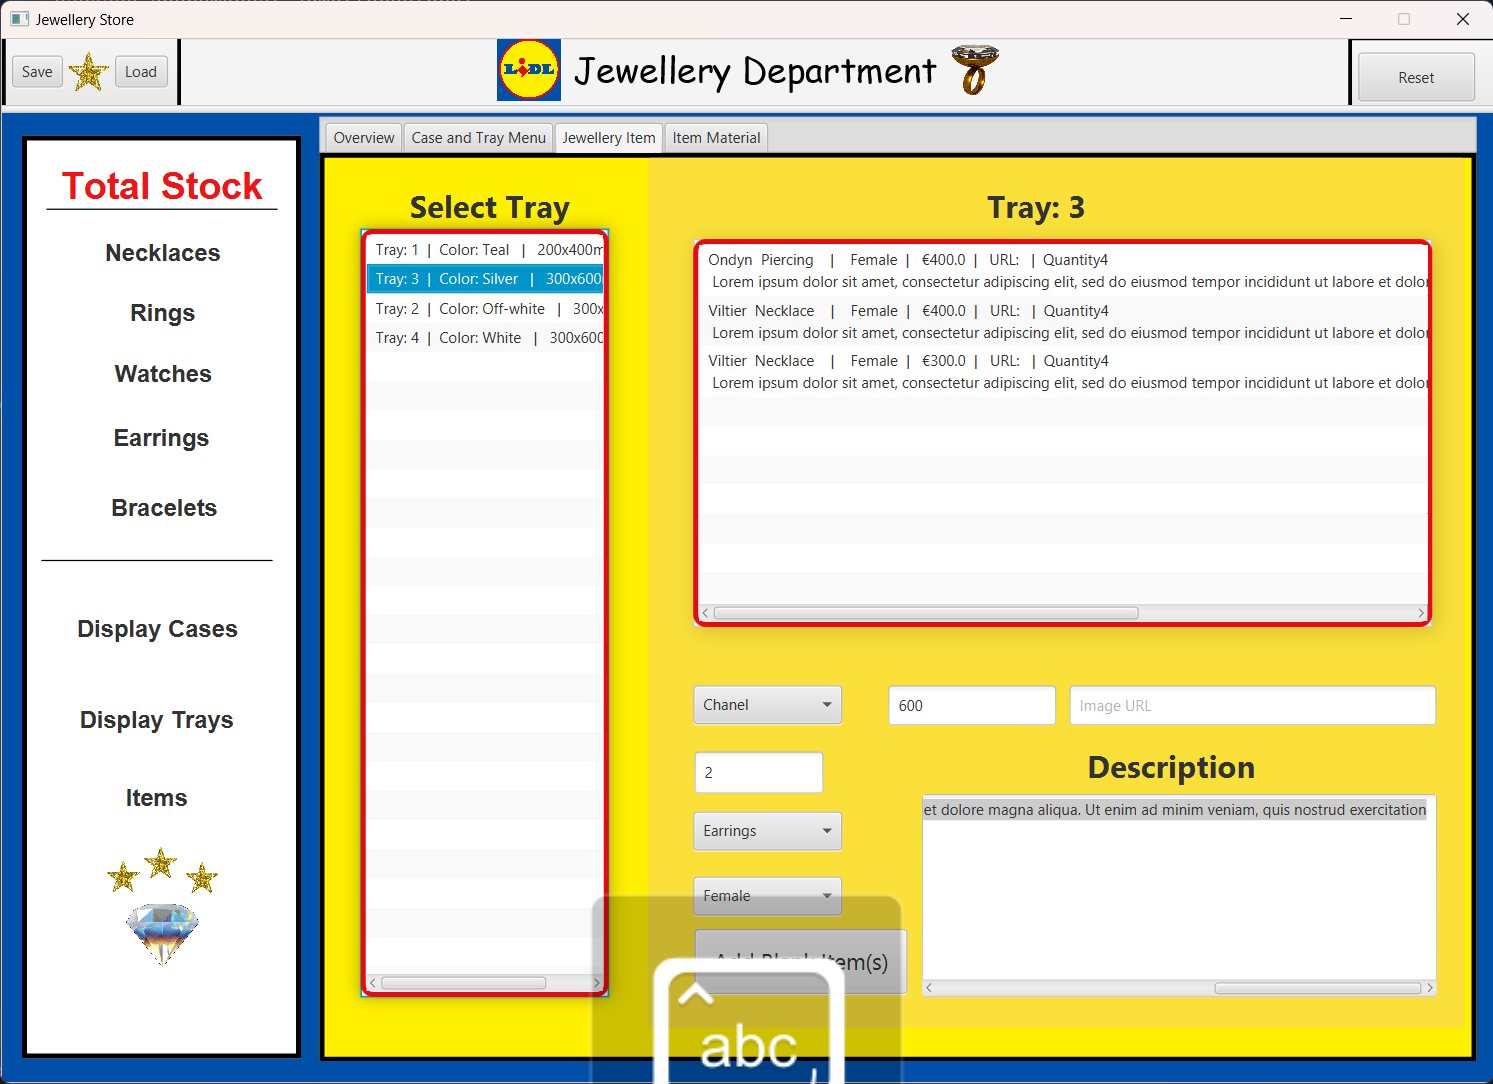 Jewellery Store
Save
Load
LIDL
Jewellery Department
Reset
Overview
Case and Tray Menu
Jewellery Item
Item Material
Total Stock
Necklaces
Rings
Watches
Earrings
Bracelets
Display Cases
Display Trays
Items
Select Tray
Tray: 1 | Color: Teal | 200x400m
Tray: 3 | Color: Silver | 300x600
Tray: 2 | Color: Off-white | 300x
Tray: 4 | Color: White | 300x600
Tray: 3
Ondyn Piercing | Female | €400.0 | URL: | Quantity4
Lorem ipsum dolor sit amet, consectetur adipiscing elit, sed do eiusmod tempor incididunt ut labore et dolor
Viltier Necklace | Female | €400.0 | URL: | Quantity4
Lorem ipsum dolor sit amet, consectetur adipiscing elit, sed do eiusmod tempor incididunt ut labore et dolor
Viltier Necklace | Female | €300.0 | URL: | Quantity4
Lorem ipsum dolor sit amet, consectetur adipiscing elit, sed do eiusmod tempor incididunt ut labore et dolor
Chanel
600
Image URL
2
Earrings
Female
Add Blank Item(s)
Description
et dolore magna aliqua. Ut enim ad minim veniam, quis nostrud exercitation
abc